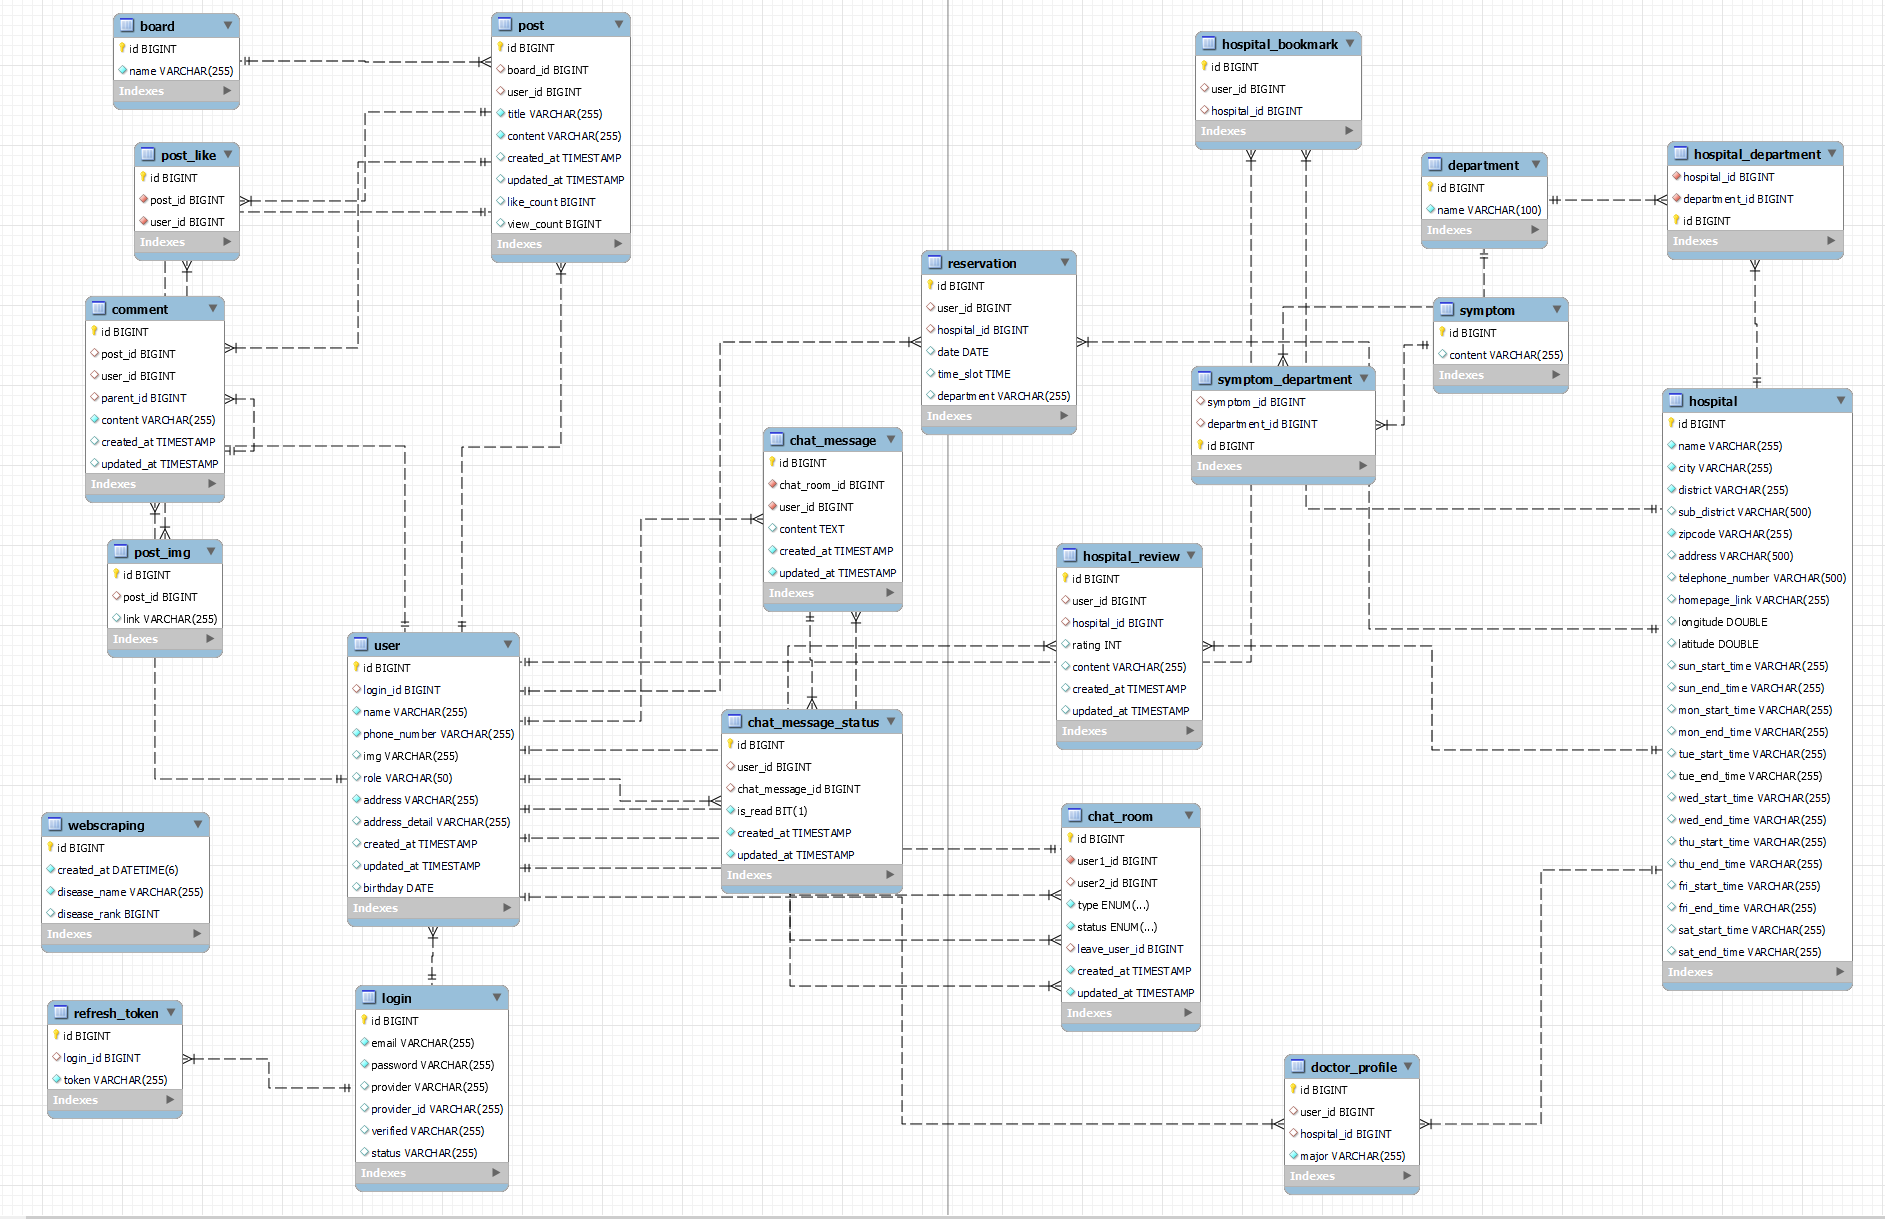 board
id BIGINT
name VARCHAR(255)
Indexes
post
id BIGINT
board_id BIGINT
user_id BIGINT
title VARCHAR(255)
content VARCHAR(255)
created_at TIMESTAMP
updated_at TIMESTAMP
like_count BIGINT
view_count BIGINT
Indexes
post_like
id BIGINT
post_id BIGINT
user_id BIGINT
Indexes
comment
id BIGINT
post_id BIGINT
user_id BIGINT
parent_id BIGINT
content VARCHAR(255)
created_at TIMESTAMP
updated_at TIMESTAMP
Indexes
post_img
id BIGINT
post_id BIGINT
link VARCHAR(255)
Indexes
user
id BIGINT
login_id BIGINT
name VARCHAR(255)
phone_number VARCHAR(255)
img VARCHAR(255)
role VARCHAR(50)
address VARCHAR(255)
address_detail VARCHAR(255)
created_at TIMESTAMP
updated_at TIMESTAMP
birthday DATE
Indexes
webscraping
id BIGINT
created_at DATETIME(6)
disease_name VARCHAR(255)
disease_rank BIGINT
Indexes
refresh_token
id BIGINT
login_id BIGINT
token VARCHAR(255)
Indexes
login
id BIGINT
email VARCHAR(255)
password VARCHAR(255)
provider VARCHAR(255)
provider_id VARCHAR(255)
verified VARCHAR(255)
status VARCHAR(255)
Indexes
chat_message
id BIGINT
chat_room_id BIGINT
user_id BIGINT
content TEXT
created_at TIMESTAMP
updated_at TIMESTAMP
Indexes
chat_message_status
id BIGINT
user_id BIGINT
chat_message_id BIGINT
is_read BIT(1)
created_at TIMESTAMP
updated_at TIMESTAMP
Indexes
reservation
id BIGINT
user_id BIGINT
hospital_id BIGINT
date DATE
time_slot TIME
department VARCHAR(255)
Indexes
hospital_bookmark
id BIGINT
user_id BIGINT
hospital_id BIGINT
Indexes
department
id BIGINT
name VARCHAR(100)
Indexes
hospital_department
hospital_id BIGINT
department_id BIGINT
id BIGINT
Indexes
symptom
id BIGINT
content VARCHAR(255)
Indexes
symptom_department
symptom_id BIGINT
department_id BIGINT
id BIGINT
Indexes
hospital_review
id BIGINT
user_id BIGINT
hospital_id BIGINT
rating INT
content VARCHAR(255)
created_at TIMESTAMP
updated_at TIMESTAMP
Indexes
chat_room
id BIGINT
user1_id BIGINT
user2_id BIGINT
type ENUM(...)
status ENUM(...)
leave_user_id BIGINT
created_at TIMESTAMP
updated_at TIMESTAMP
Indexes
hospital
id BIGINT
name VARCHAR(255)
city VARCHAR(255)
district VARCHAR(255)
sub_district VARCHAR(500)
zipcode VARCHAR(255)
address VARCHAR(500)
telephone_number VARCHAR(500)
homepage_link VARCHAR(255)
longitude DOUBLE
latitude DOUBLE
sun_start_time VARCHAR(255)
sun_end_time VARCHAR(255)
mon_start_time VARCHAR(255)
mon_end_time VARCHAR(255)
tue_start_time VARCHAR(255)
tue_end_time VARCHAR(255)
wed_start_time VARCHAR(255)
wed_end_time VARCHAR(255)
thu_start_time VARCHAR(255)
thu_end_time VARCHAR(255)
fri_start_time VARCHAR(255)
fri_end_time VARCHAR(255)
sat_start_time VARCHAR(255)
sat_end_time VARCHAR(255)
Indexes
doctor_profile
id BIGINT
user_id BIGINT
hospital_id BIGINT
major VARCHAR(255)
Indexes